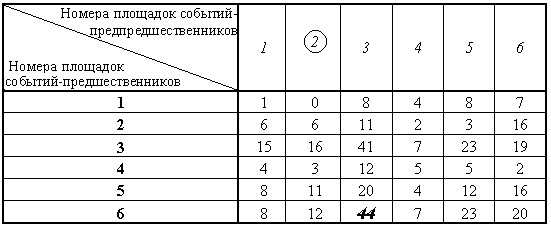 Номера площадок событий-
предпредшественников
Номера площадок
событий-предшественников
1 2 3 4 5 6
1 1 0 8 4 8 7
2 6 6 11 2 3 16
3 15 16 41 7 23 19
4 4 3 12 5 5 2
5 8 11 20 4 12 16
6 8 12 44 7 23 20